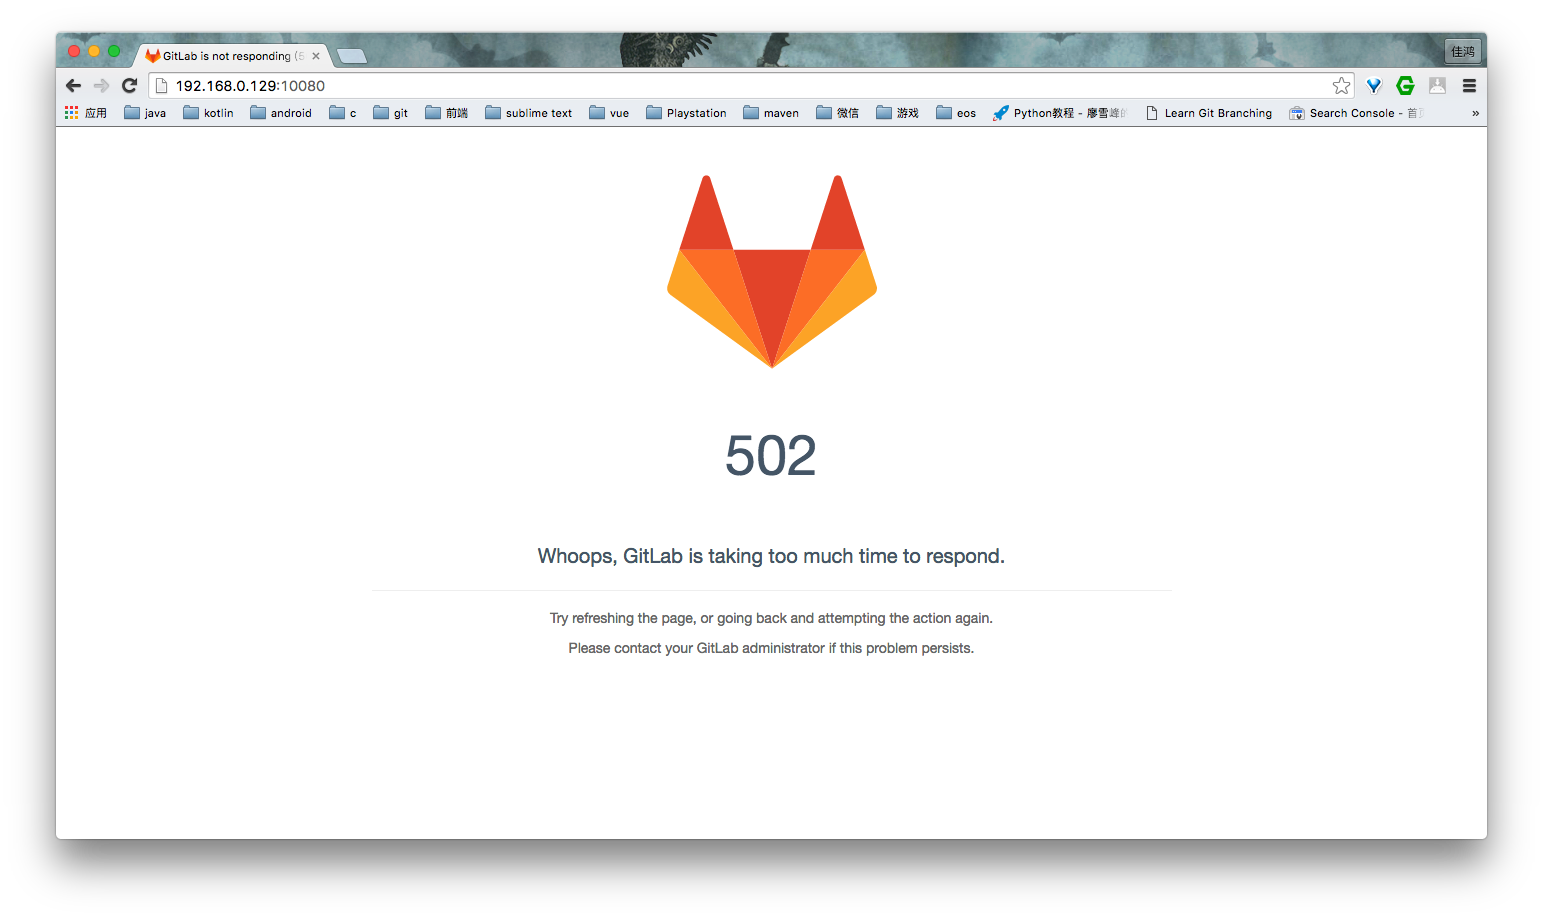 GitLab is not responding (5
佳鸿
192.168.0.129:10080
应用 java kotlin android c git 前端 sublime text vue Playstation maven 微信 游戏 eos Python教程 - 廖雪峰的 Learn Git Branching Search Console - 首页 »
502
Whoops, GitLab is taking too much time to respond.
Try refreshing the page, or going back and attempting the action again.
Please contact your GitLab administrator if this problem persists.